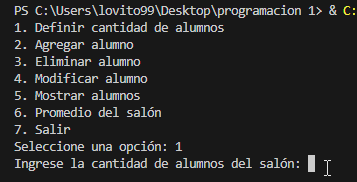 PS C:\Users\lovito99\Desktop\programacion 1> & C:
1. Definir cantidad de alumnos
2. Agregar alumno
3. Eliminar alumno
4. Modificar alumno
5. Mostrar alumnos
6. Promedio del salón
7. Salir
Seleccione una opción: 1
Ingrese la cantidad de alumnos del salón: